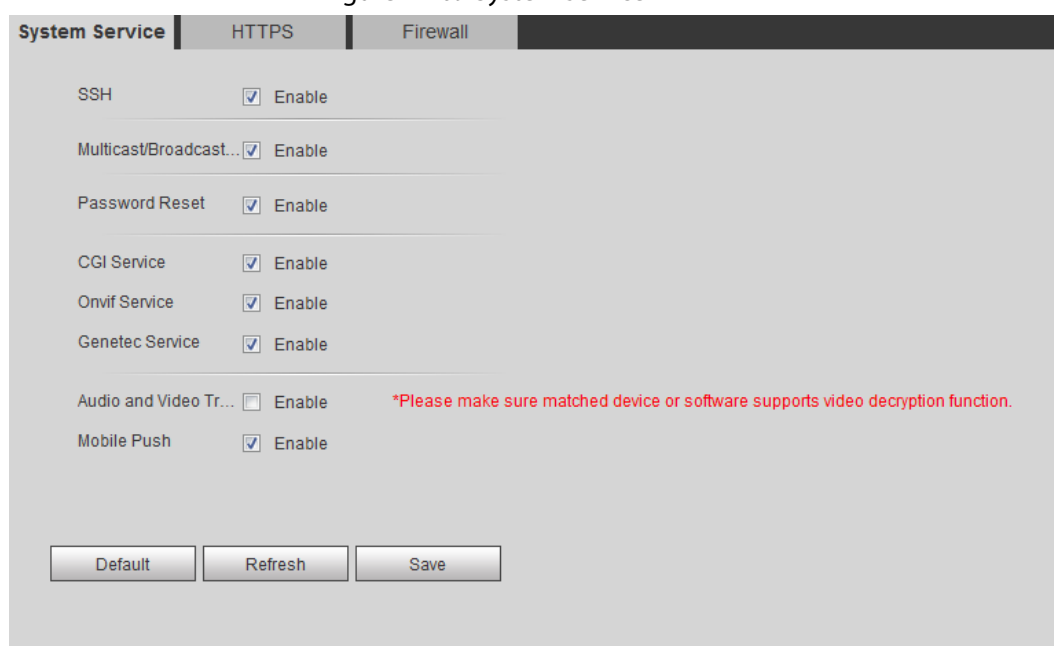 System Service HTTPS Firewall
SSH Enable
Multicast/Broadcast... Enable
Password Reset Enable
CGI Service Enable
Onvif Service Enable
Genetec Service Enable
Audio and Video Tr... Enable *Please make sure matched device or software supports video decryption function.
Mobile Push Enable
Default Refresh Save